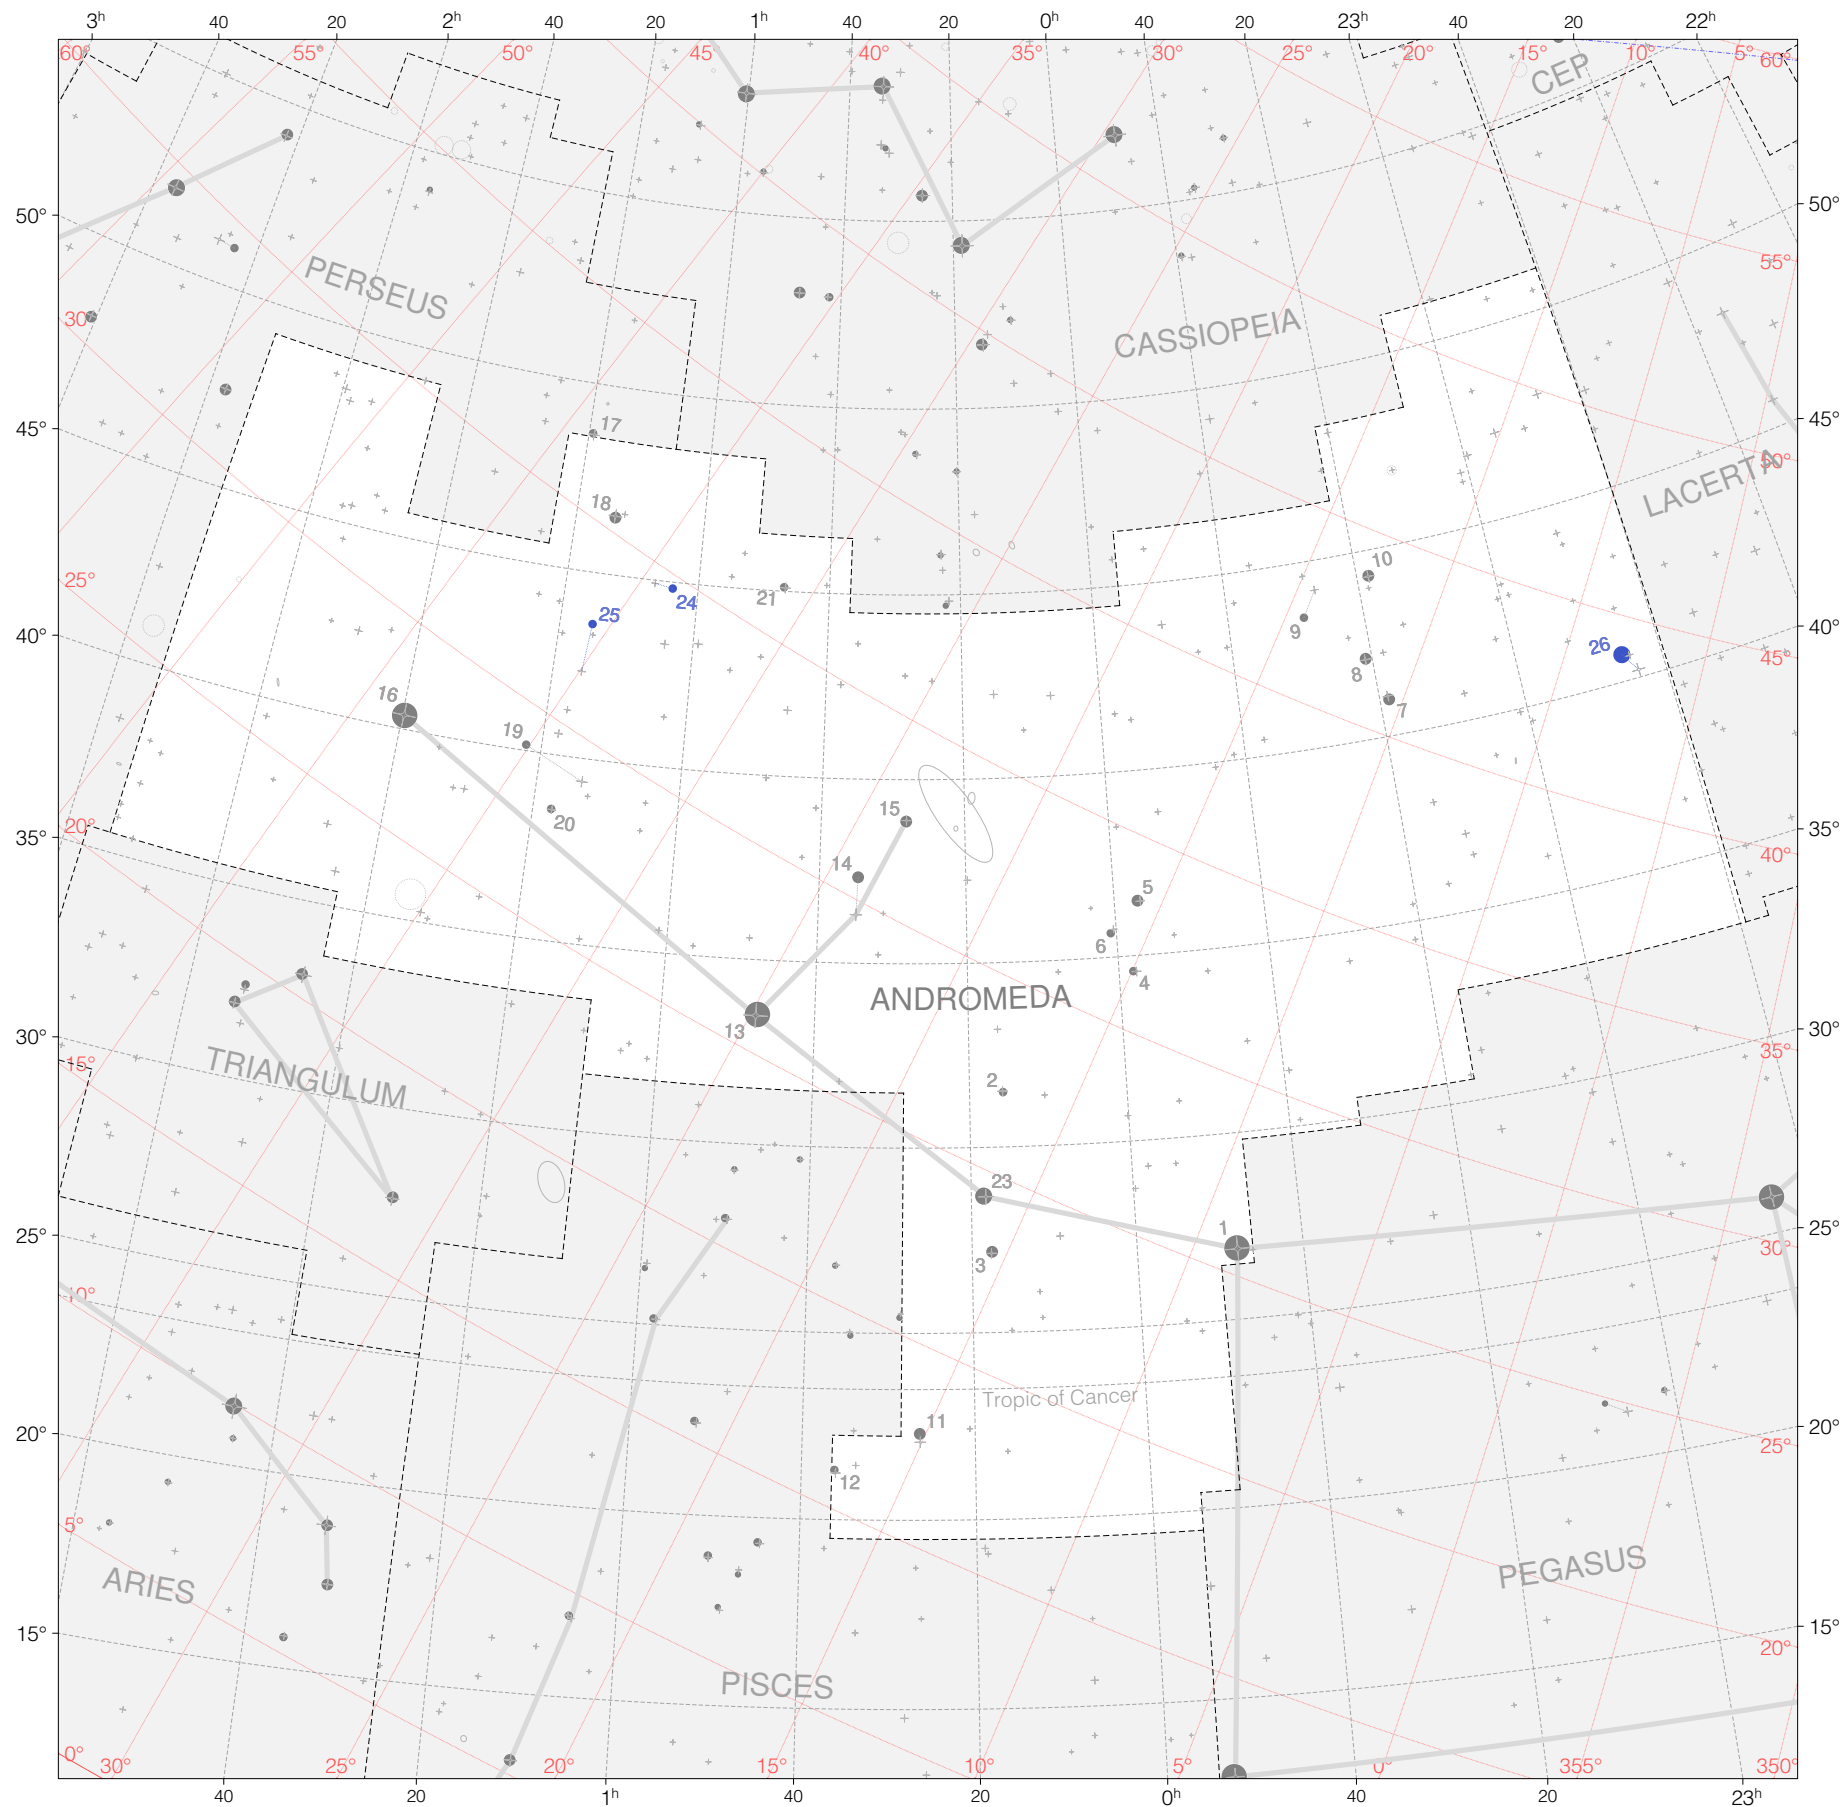 3h 40 20 2h 40 20 1h 40 20 0h 40 20 23h 40 20 22h
60° 55° 50° 45° 40° 35° 30° 25° 20° 15° 10° 5° 60°
CEP
50° 50°
PERSEUS
55°
30°
CASSIOPEIA
45° 17 45°
LACERTA 50°
18
10
25° 21 24 25
9 40° 26 40°
8 45°
16 7
19
15
20° 20 35°
35° 40°
14
5
6
4
ANDROMEDA
13
30° 30°
15° TRIANGULUM 35°
2
23
1
25° 25°
3 30°
10°
Tropic of Cancer
11
20° 20°
25°
12
5°
ARIES PEGASUS
15° 15°
20°
PISCES
0° 30° 25° 20° 15° 10° 5° 0° 355° 350°
40 20 1h 40 20 0h 40 20 23h